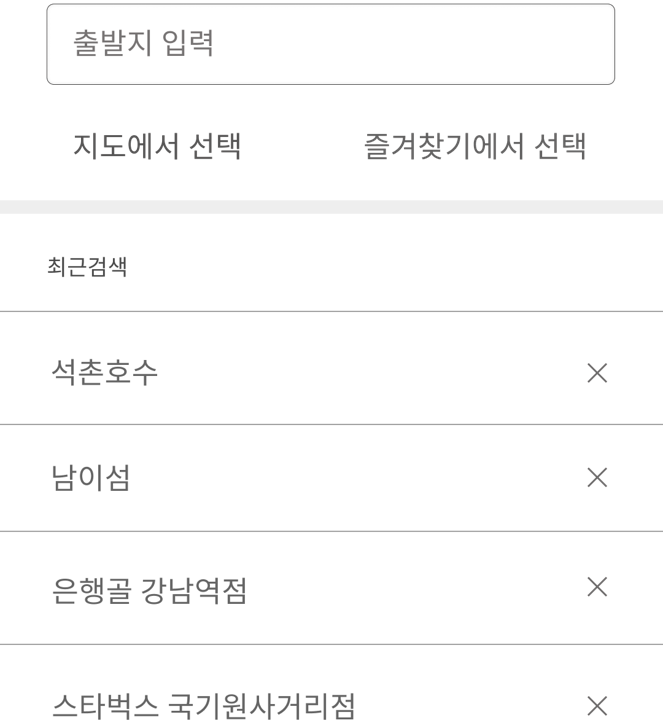 출발지 입력
지도에서 선택 즐겨찾기에서 선택
최근검색
석촌호수
남이섬
은행골 강남역점
스타벅스 국기원사거리점